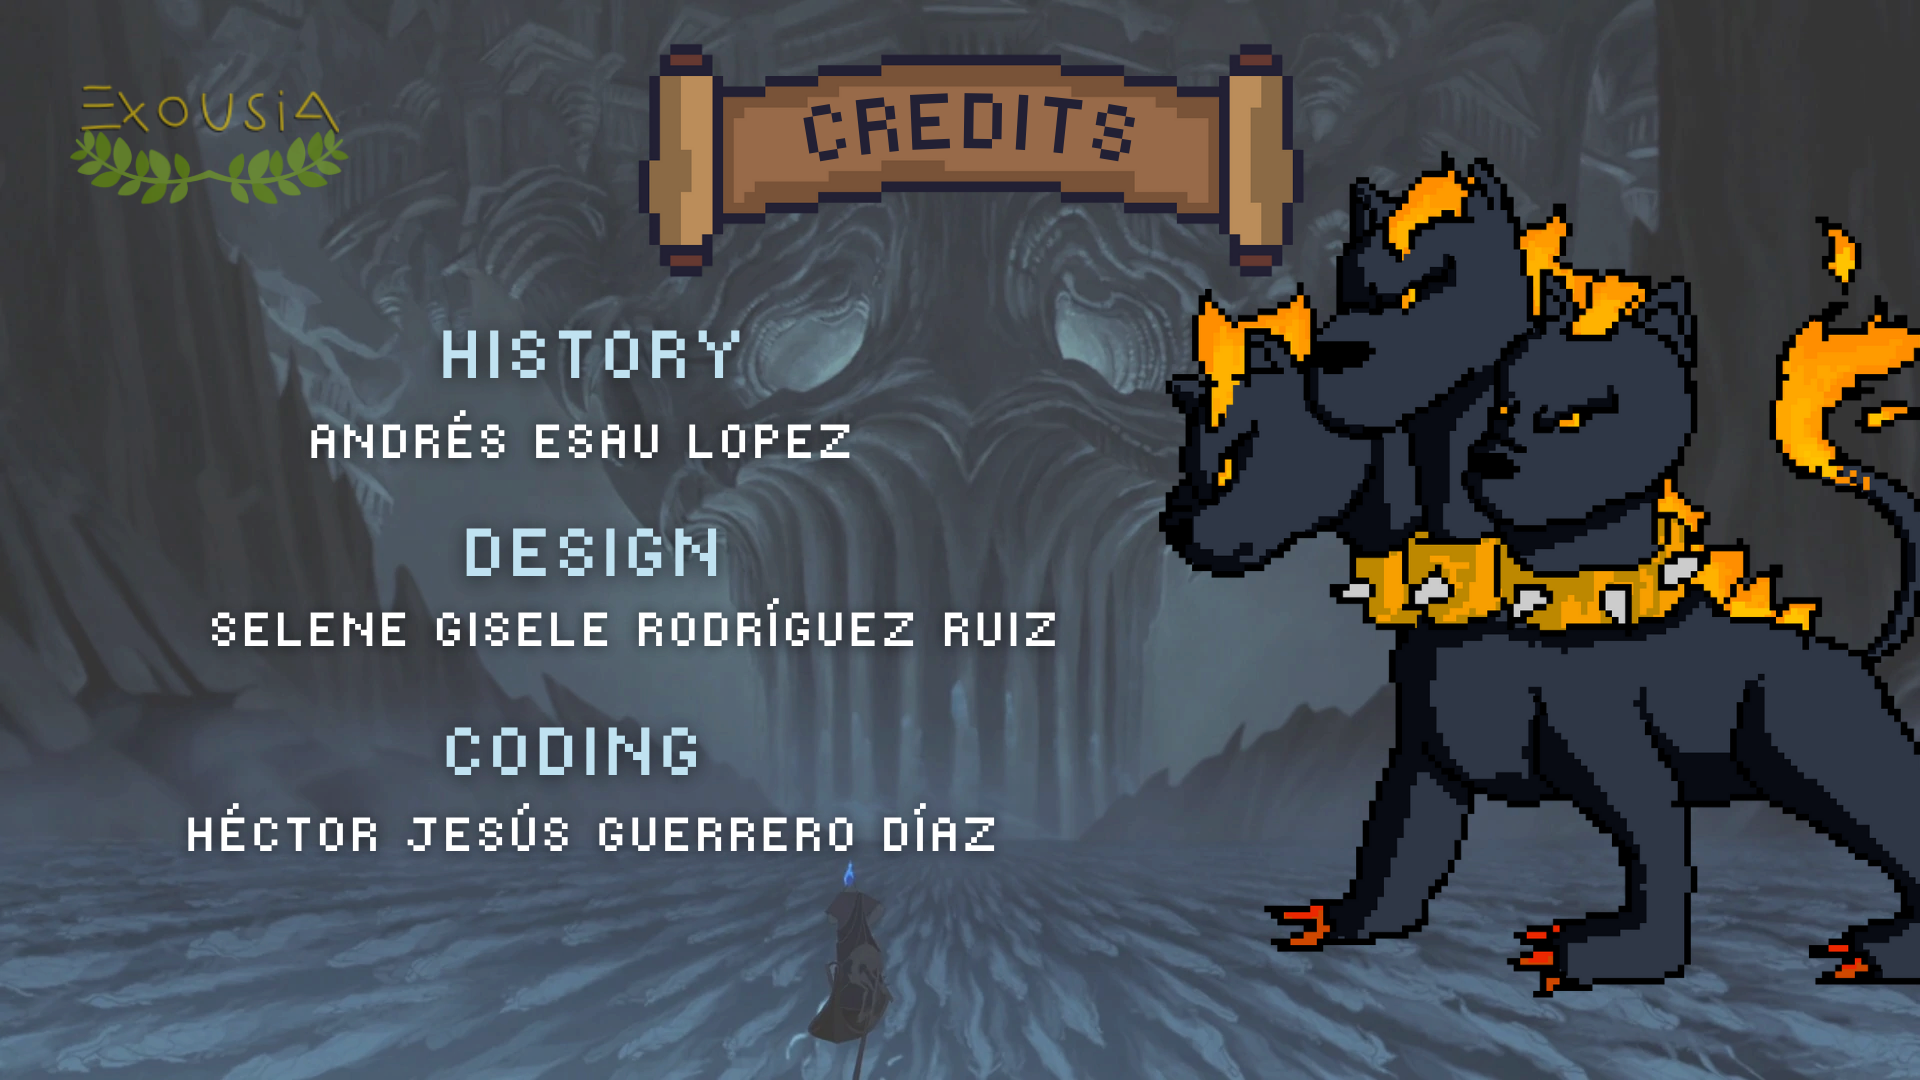 EXOUSIA
CREDITS
HISTORY
ANDRÉS ESAU LOPEZ
DESIGN
SELENE GISELE RODRÍGUEZ RUIZ
CODING
HÉCTOR JESÚS GUERRERO DÍAZ